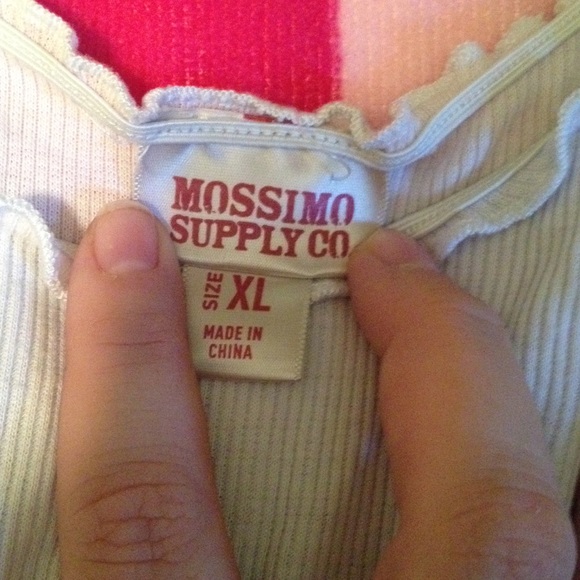 MOSSIMO
SUPPLY CO
SIZE XL
MADE IN
CHINA